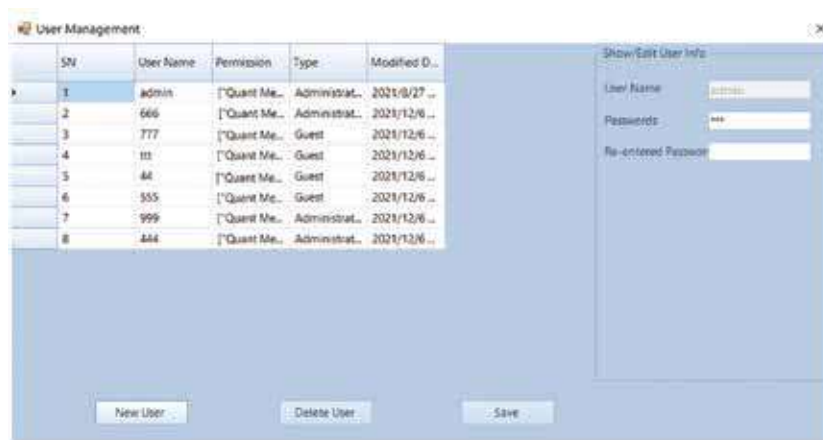 User Management
SN User Name Permission Type Modified D...
1 admin ["Quant Me... Administrat... 2021/8/27 ...
2 666 ["Quant Me... Administrat... 2021/12/6 ...
3 777 ["Quant Me... Guest 2021/12/6 ...
4 ttt ["Quant Me... Guest 2021/12/6 ...
5 44 ["Quant Me... Guest 2021/12/6 ...
6 555 ["Quant Me... Guest 2021/12/6 ...
7 999 ["Quant Me... Administrat... 2021/12/6 ...
8 444 ["Quant Me... Administrat... 2021/12/6 ...
Show/Edit User Info
User Name admin
Passwords ***
Re-entered Passwor
New User Delete User Save